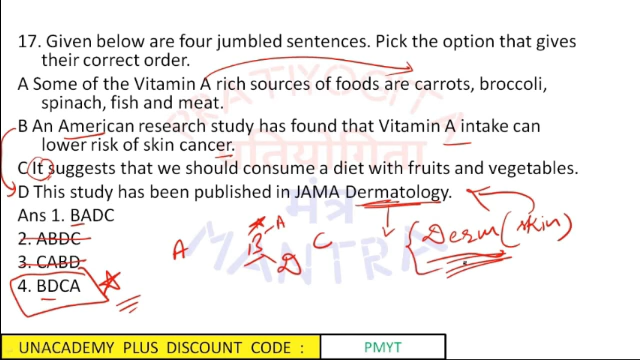 17. Given below are four jumbled sentences. Pick the option that gives
their correct order.
A Some of the Vitamin A rich sources of foods are carrots, broccoli,
spinach, fish and meat.
B An American research study has found that Vitamin A intake can
lower risk of skin cancer.
C It suggests that we should consume a diet with fruits and vegetables.
D This study has been published in JAMA Dermatology.
Ans 1. BADC
2. ABDC
3. CABD
4. BDCA
A B A D C
Derm (skin)
PRATIYOGITA
प्रतियोगिता
मंत्र
MANTRA
UNACADEMY PLUS DISCOUNT CODE : PMYT